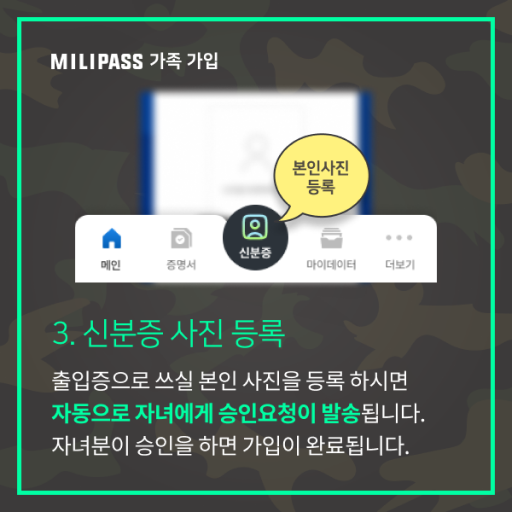 MILIPASS 가족 가입
본인사진
등록
메인
증명서
신분증
마이데이터
더보기
3. 신분증 사진 등록
출입증으로 쓰실 본인 사진을 등록 하시면
자동으로 자녀에게 승인요청이 발송됩니다.
자녀분이 승인을 하면 가입이 완료됩니다.